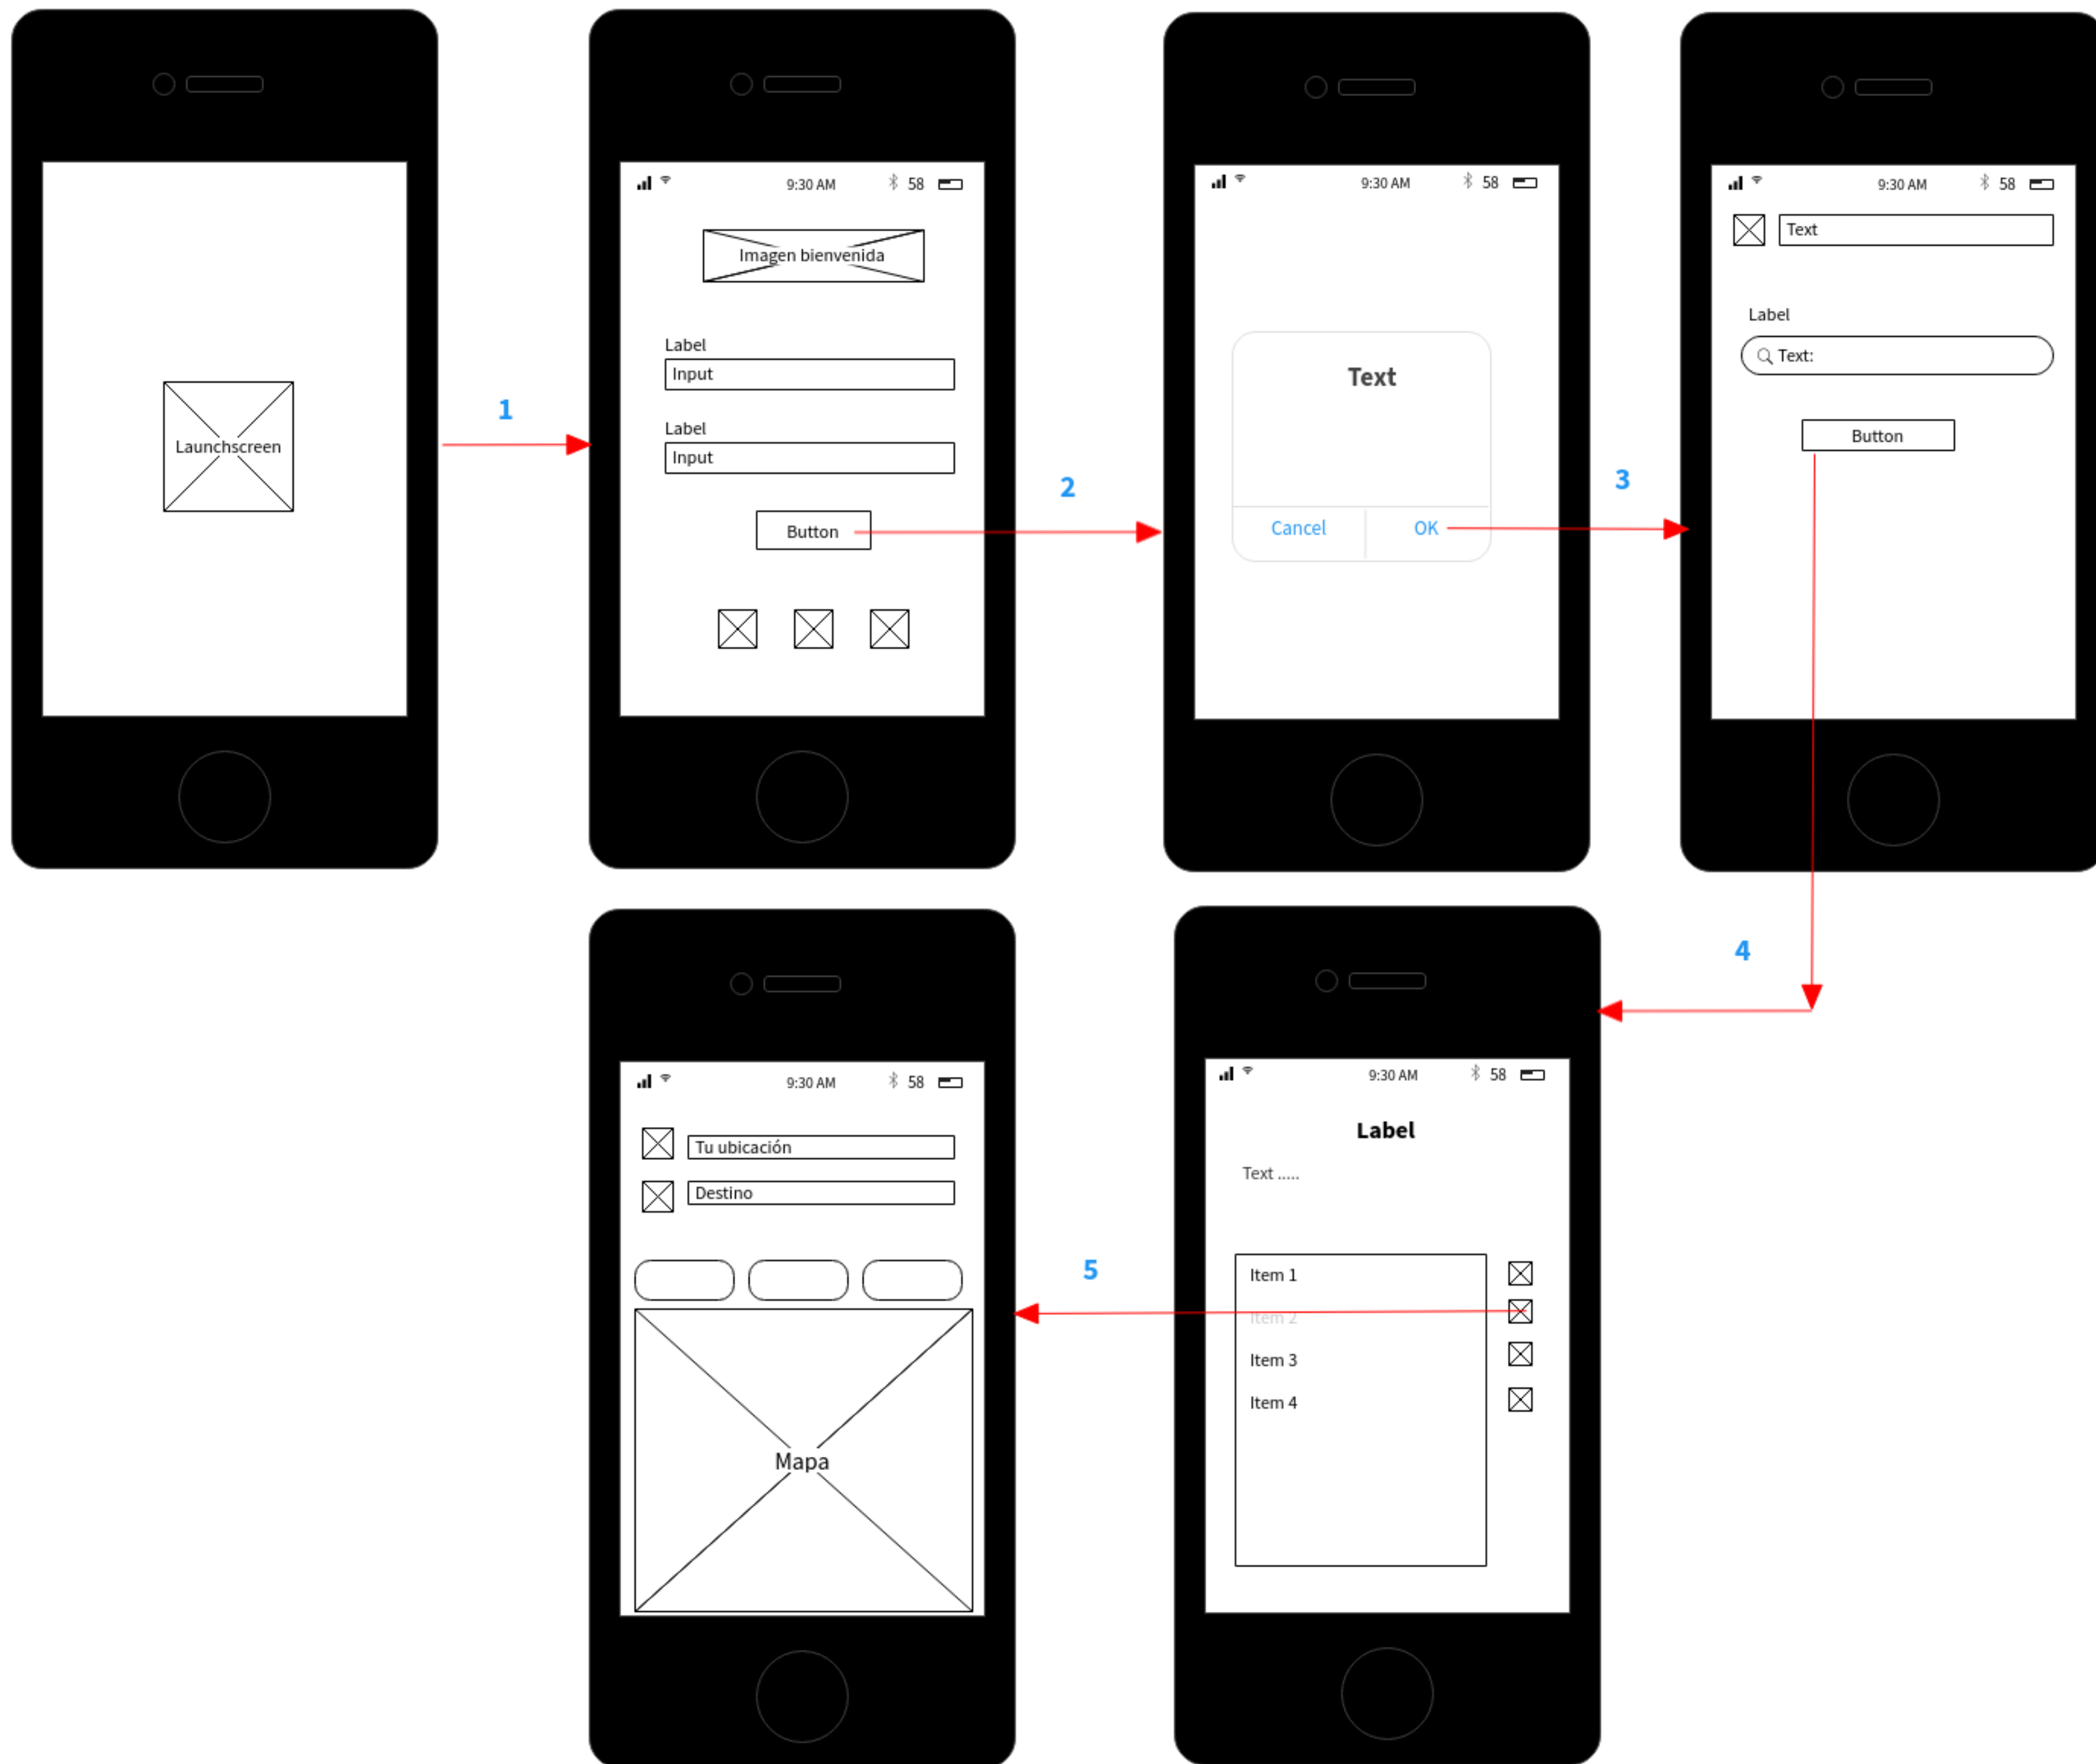 Launchscreen
1
9:30 AM 58
Imagen bienvenida
Label
Input
Label
Input
Button
2
9:30 AM 58
Text
Cancel OK
3
9:30 AM 58
Text
Label
Text:
Button
4
9:30 AM 58
Label
Text .....
Item 1
Item 2
Item 3
Item 4
5
9:30 AM 58
Tu ubicación
Destino
Mapa